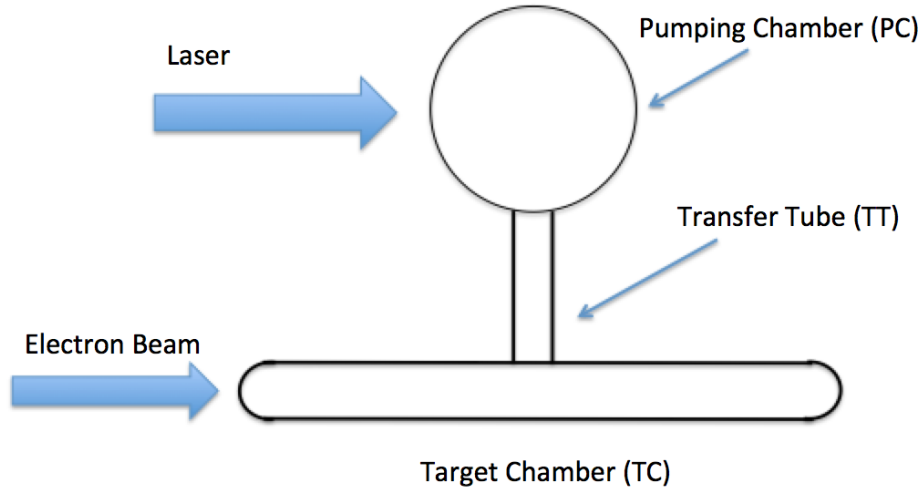 Pumping Chamber (PC)
Laser
Transfer Tube (TT)
Electron Beam
Target Chamber (TC)